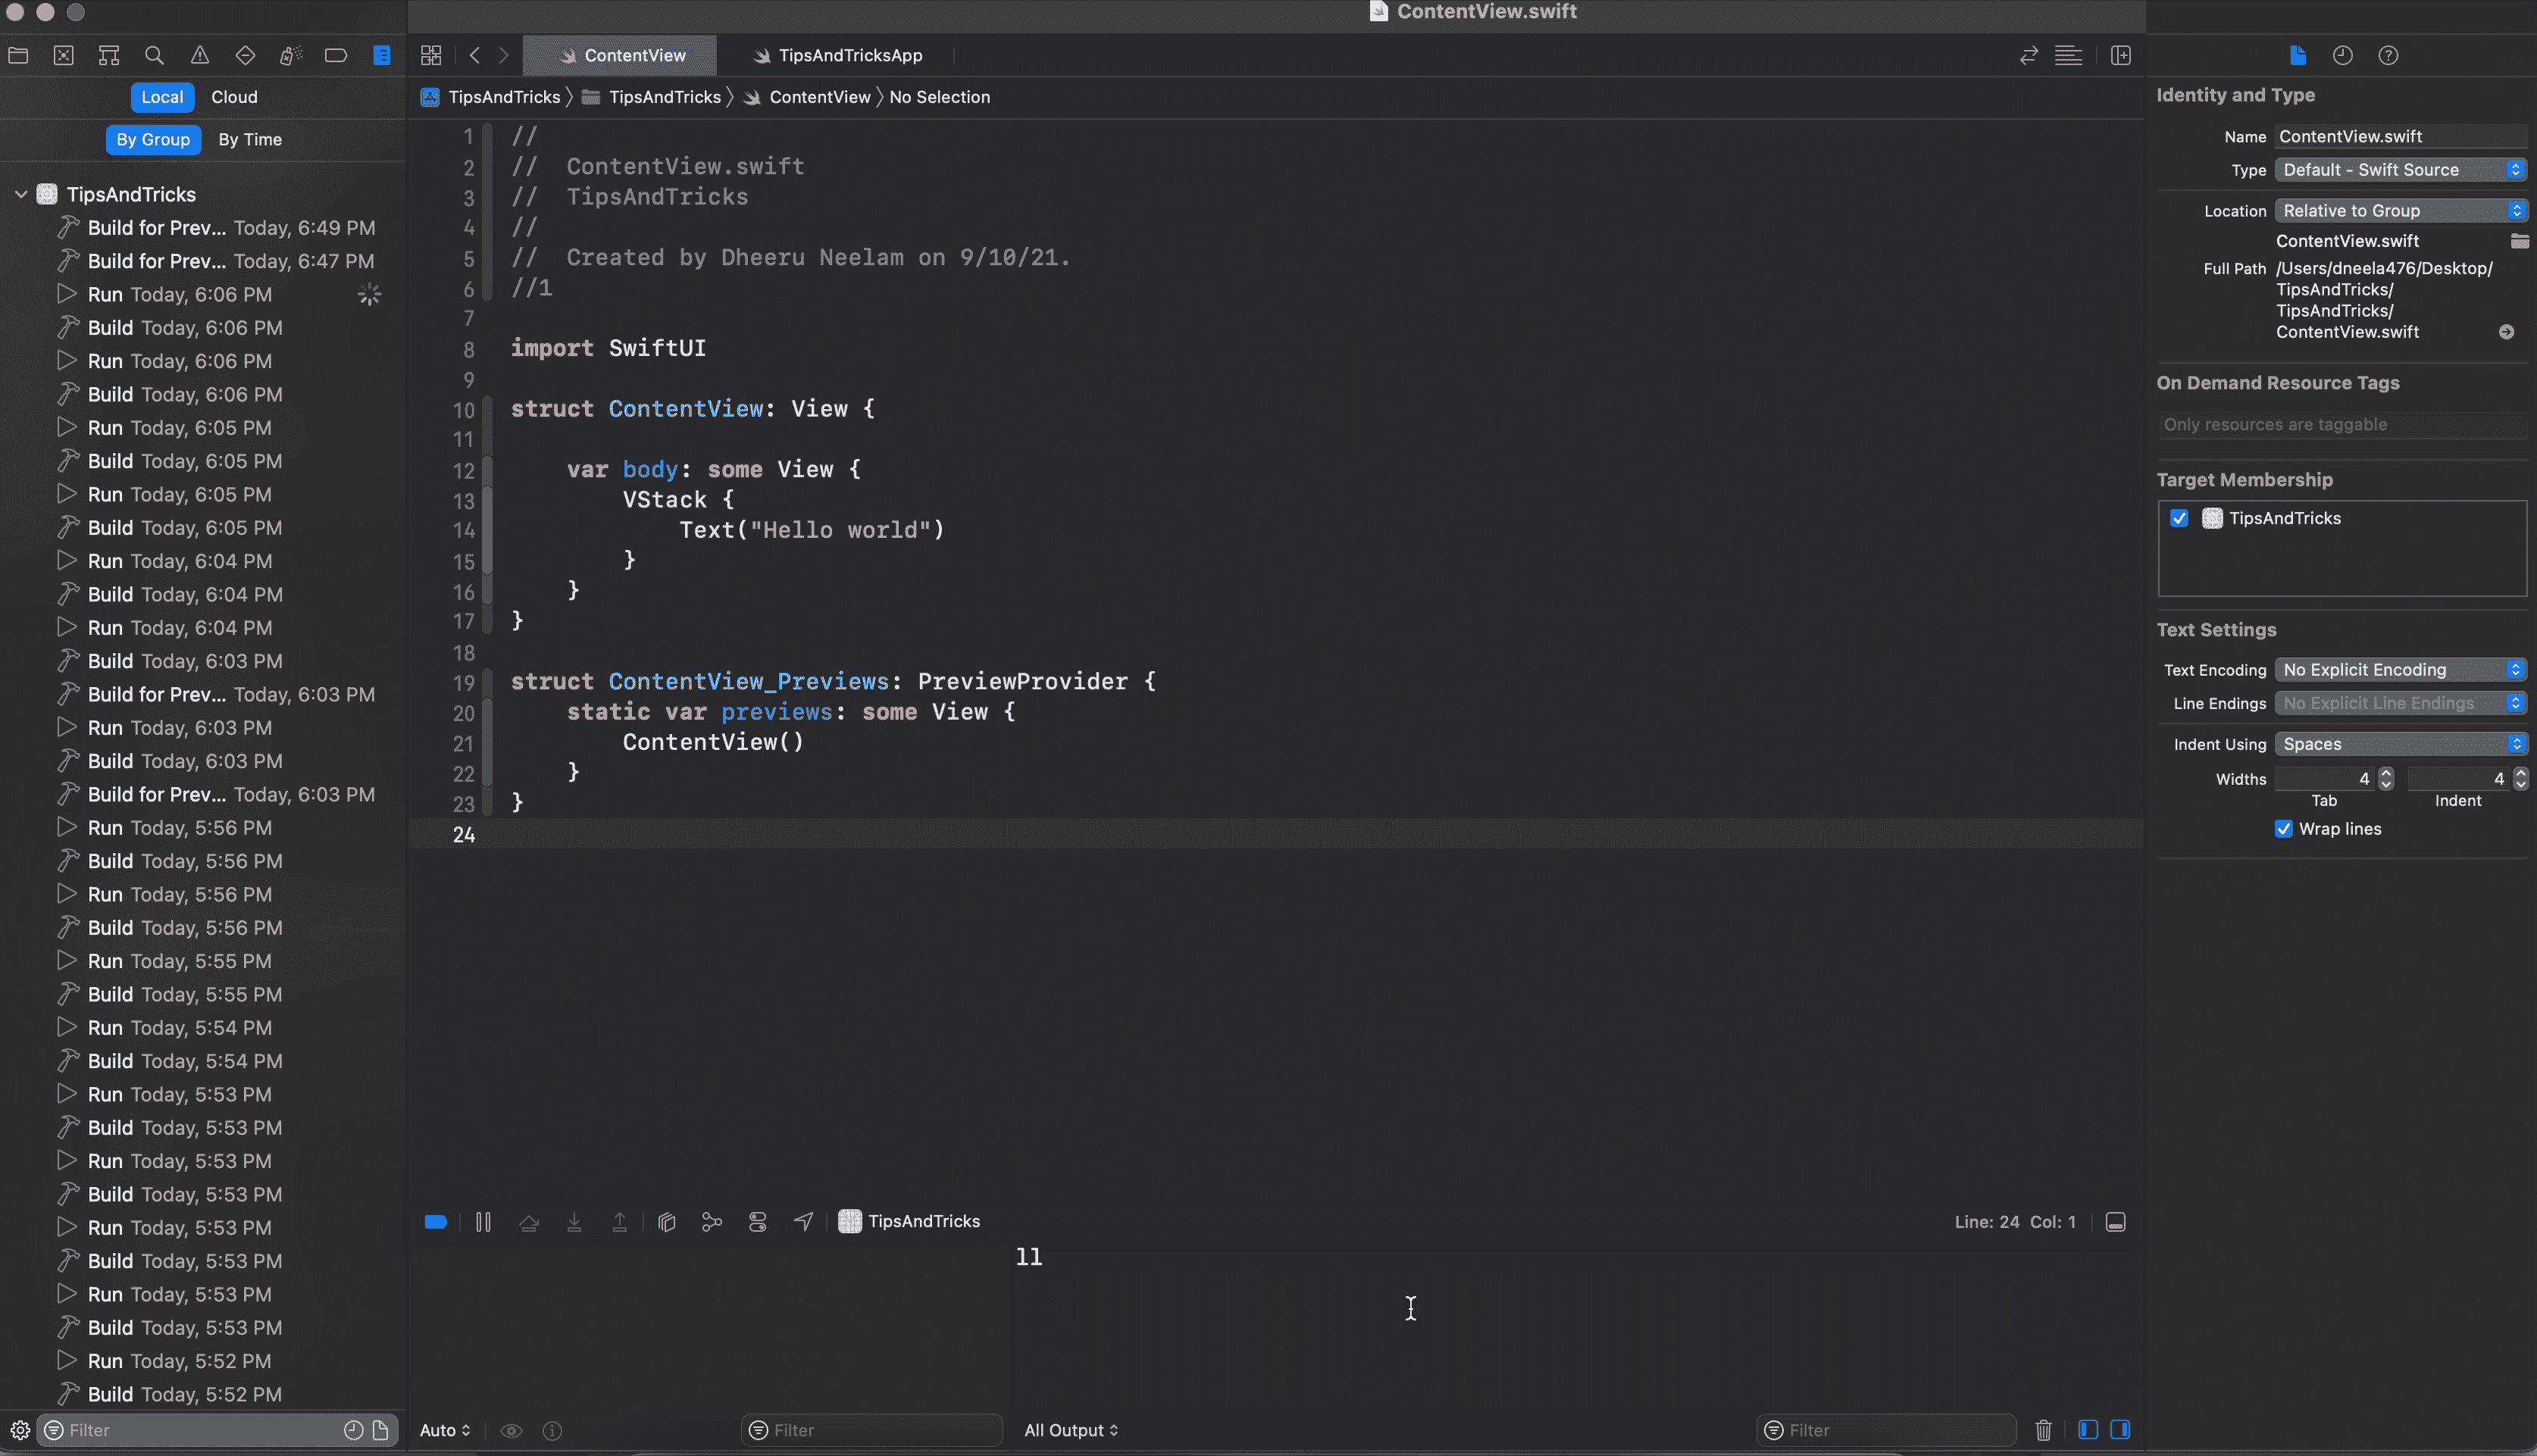 ContentView.swift
ContentView
TipsAndTricksApp
Local
Cloud
TipsAndTricks
TipsAndTricks
ContentView
No Selection
By Group
By Time
TipsAndTricks
Build for Prev... Today, 6:49 PM
Build for Prev... Today, 6:47 PM
Run Today, 6:06 PM
Build Today, 6:06 PM
Run Today, 6:06 PM
Build Today, 6:06 PM
Run Today, 6:05 PM
Build Today, 6:05 PM
Run Today, 6:05 PM
Build Today, 6:05 PM
Run Today, 6:04 PM
Build Today, 6:04 PM
Run Today, 6:04 PM
Build Today, 6:03 PM
Build for Prev... Today, 6:03 PM
Run Today, 6:03 PM
Build Today, 6:03 PM
Build for Prev... Today, 6:03 PM
Run Today, 5:56 PM
Build Today, 5:56 PM
Run Today, 5:56 PM
Build Today, 5:56 PM
Run Today, 5:55 PM
Build Today, 5:55 PM
Run Today, 5:54 PM
Build Today, 5:54 PM
Run Today, 5:53 PM
Build Today, 5:53 PM
Run Today, 5:53 PM
Build Today, 5:53 PM
Run Today, 5:53 PM
Build Today, 5:53 PM
Run Today, 5:53 PM
Build Today, 5:53 PM
Run Today, 5:52 PM
Build Today, 5:52 PM
Filter
1 //
2 //  ContentView.swift
3 //  TipsAndTricks
4 //
5 //  Created by Dheeru Neelam on 9/10/21.
6 //1
7
8 import SwiftUI
9
10 struct ContentView: View {
11
12     var body: some View {
13         VStack {
14             Text("Hello world")
15         }
16     }
17 }
18
19 struct ContentView_Previews: PreviewProvider {
20     static var previews: some View {
21         ContentView()
22     }
23 }
24
TipsAndTricks
Line: 24 Col: 1
11
Auto
Filter
All Output
Filter
Identity and Type
Name ContentView.swift
Type Default - Swift Source
Location Relative to Group
ContentView.swift
Full Path /Users/dneela476/Desktop/
TipsAndTricks/
TipsAndTricks/
ContentView.swift
On Demand Resource Tags
Only resources are taggable
Target Membership
TipsAndTricks
Text Settings
Text Encoding No Explicit Encoding
Line Endings No Explicit Line Endings
Indent Using Spaces
Widths 4 4
Tab Indent
Wrap lines